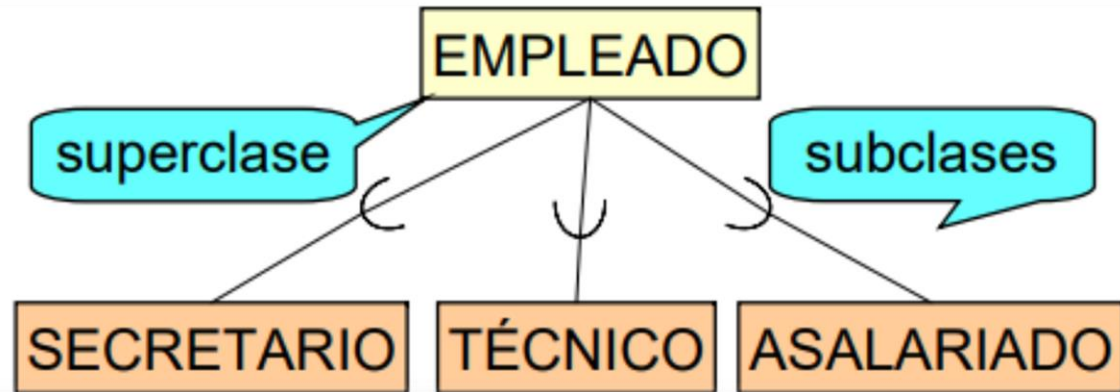 EMPLEADO
superclase
subclases
SECRETARIO
TÉCNICO
ASALARIADO